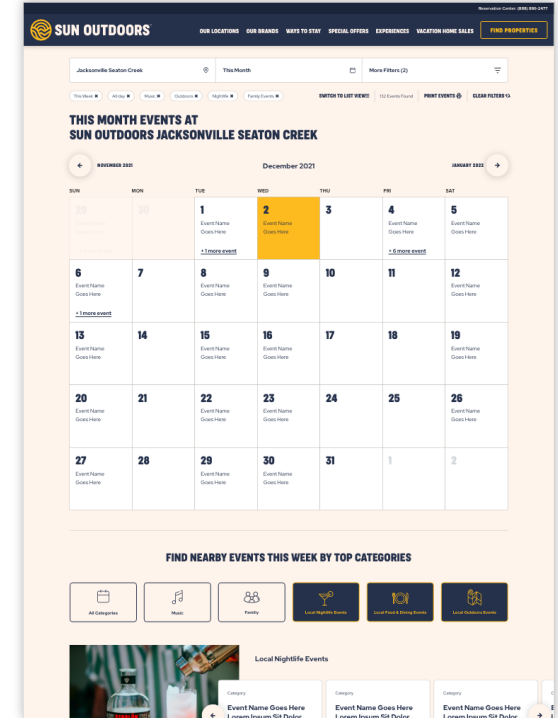 Reservation Center: (888) 886-2477
SUN OUTDOORS
OUR LOCATIONS OUR BRANDS WAYS TO STAY SPECIAL OFFERS EXPERIENCES VACATION HOME SALES FIND PROPERTIES
Jacksonville Seaton Creek This Month More Filters (2)
This Week All day Music Outdoors Nightlife Family Events SWITCH TO LIST VIEW 152 Events Found PRINT EVENTS CLEAR FILTERS
THIS MONTH EVENTS AT
SUN OUTDOORS JACKSONVILLE SEATON CREEK
NOVEMBER 2021 December 2021 JANUARY 2022
SUN MON TUE WED THU FRI SAT
29 30 1 2 3 4 5
Event Name Event Name Event Name Event Name
Goes Here Goes Here Goes Here Goes Here
+ 1 more event + 6 more event
6 7 8 9 10 11 12
Event Name Event Name Event Name Event Name
Goes Here Goes Here Goes Here Goes Here
+ 1 more event
13 14 15 16 17 18 19
Event Name Event Name Event Name Event Name
Goes Here Goes Here Goes Here Goes Here
20 21 22 23 24 25 26
Event Name Event Name Event Name Event Name
Goes Here Goes Here Goes Here Goes Here
27 28 29 30 31 1 2
Event Name Event Name Event Name
Goes Here Goes Here Goes Here
FIND NEARBY EVENTS THIS WEEK BY TOP CATEGORIES
All Categories Music Family Local Nightlife Events Local Food & Dining Events Local Outdoors Events
Local Nightlife Events
Category Category Category
Event Name Goes Here Event Name Goes Here Event Name Goes Here
Lorem Ipsum Sit Dolor Lorem Ipsum Sit Dolor Lorem Ipsum Sit Dolor